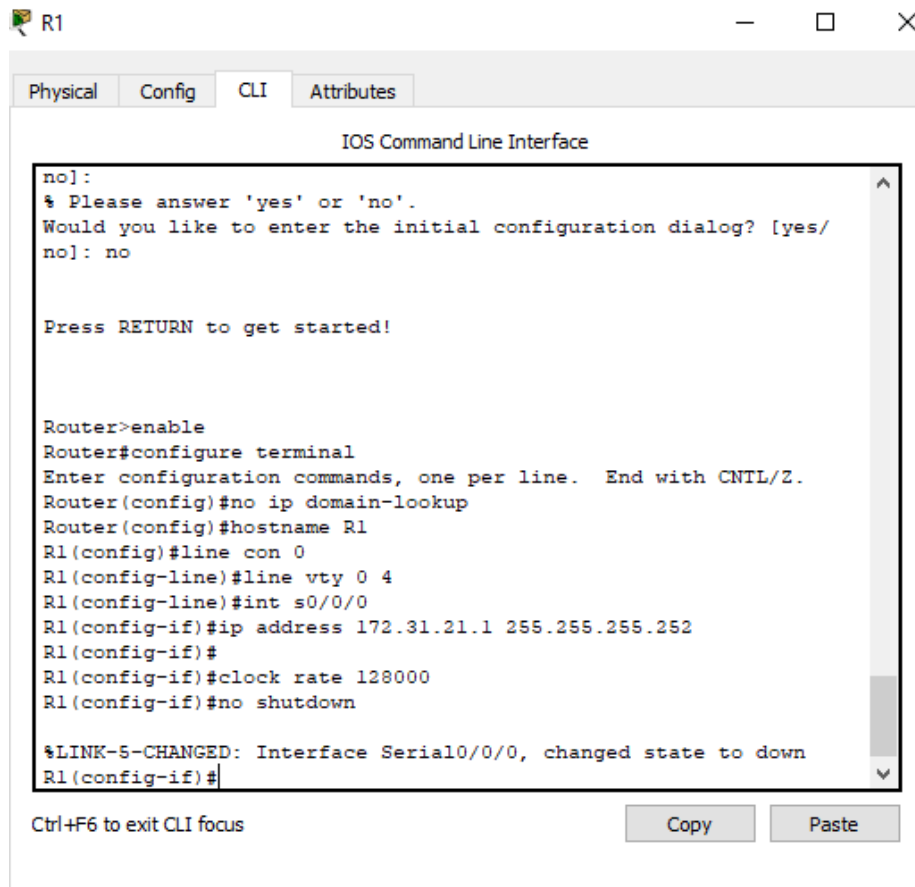 R1
Physical Config CLI Attributes
IOS Command Line Interface
no]:
% Please answer 'yes' or 'no'.
Would you like to enter the initial configuration dialog? [yes/
no]: no
Press RETURN to get started!
Router>enable
Router#configure terminal
Enter configuration commands, one per line.  End with CNTL/Z.
Router(config)#no ip domain-lookup
Router(config)#hostname R1
R1(config)#line con 0
R1(config-line)#line vty 0 4
R1(config-line)#int s0/0/0
R1(config-if)#ip address 172.31.21.1 255.255.255.252
R1(config-if)#
R1(config-if)#clock rate 128000
R1(config-if)#no shutdown
%LINK-5-CHANGED: Interface Serial0/0/0, changed state to down
R1(config-if)#
Ctrl+F6 to exit CLI focus Copy Paste